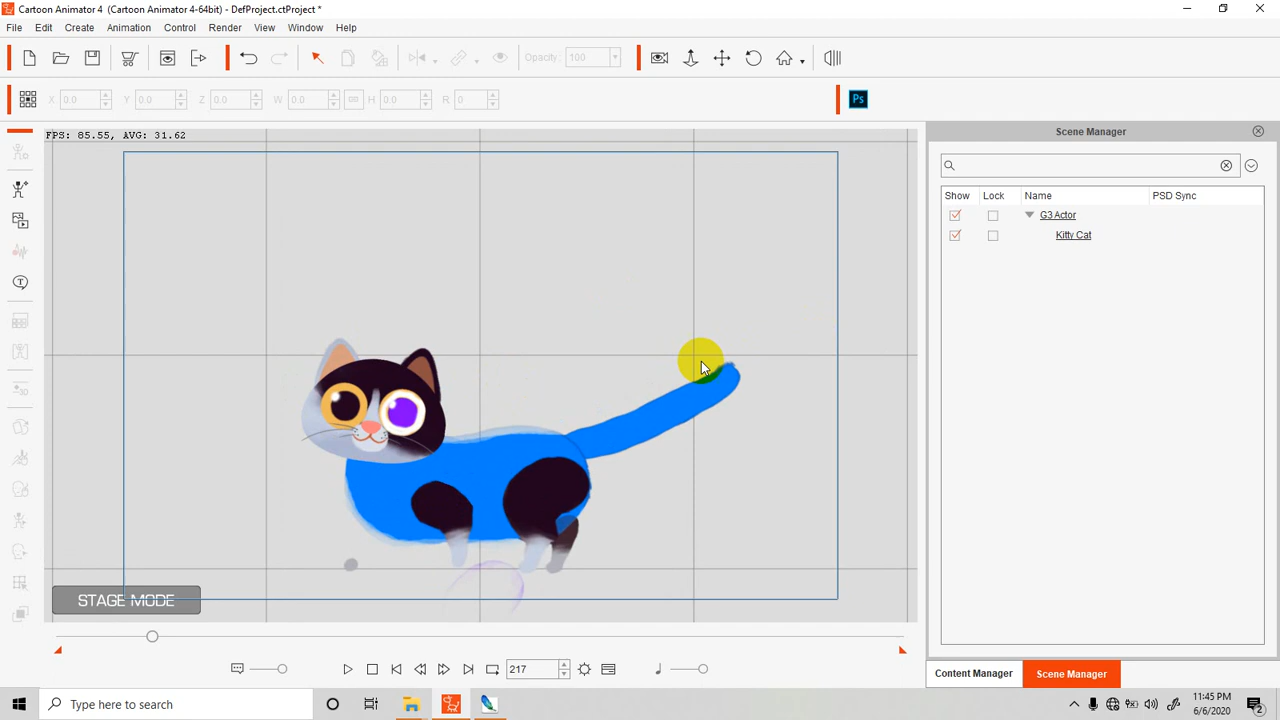 Cartoon Animator 4 (Cartoon Animator 4-64bit) - DefProject.ctProject *
File Edit Create Animation Control Render View Window Help
Opacity: 100
X 0.0 Y 0.0 Z 0.0 W 0.0 H 0.0 R 0
Ps
FPS: 85.55, AVG: 31.62
Scene Manager
Show Lock Name PSD Sync
G3 Actor
Kitty Cat
STAGE MODE
217
Content Manager Scene Manager
Type here to search
11:45 PM
6/6/2020
2